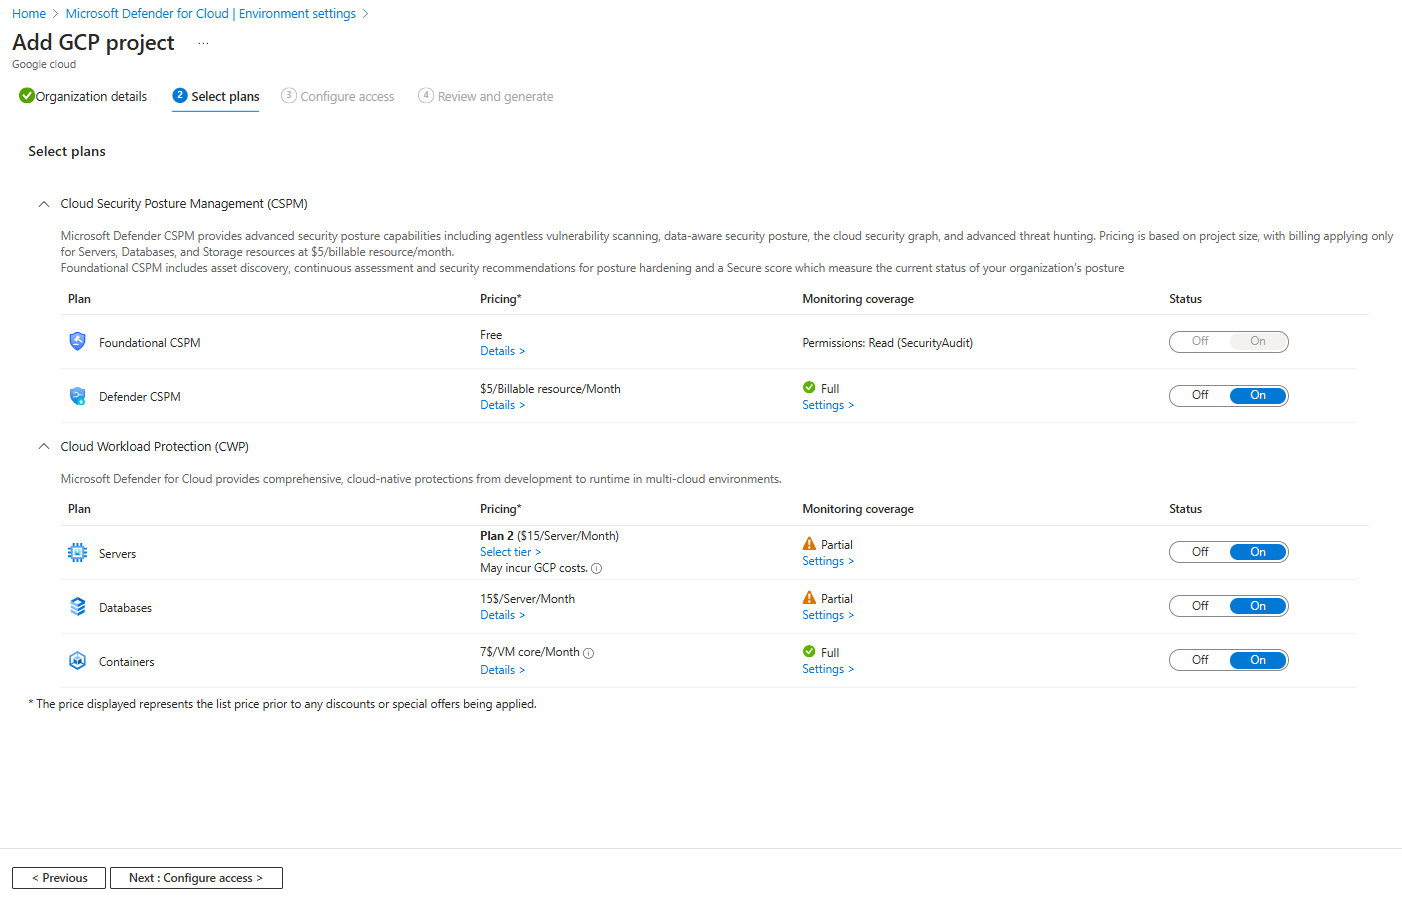 Home > Microsoft Defender for Cloud | Environment settings >
Add GCP project ...
Google cloud
Organization details 2 Select plans 3 Configure access 4 Review and generate
Select plans
Cloud Security Posture Management (CSPM)
Microsoft Defender CSPM provides advanced security posture capabilities including agentless vulnerability scanning, data-aware security posture, the cloud security graph, and advanced threat hunting. Pricing is based on project size, with billing applying only
for Servers, Databases, and Storage resources at $5/billable resource/month.
Foundational CSPM includes asset discovery, continuous assessment and security recommendations for posture hardening and a Secure score which measure the current status of your organization's posture
Plan Pricing* Monitoring coverage Status
Foundational CSPM Free Permissions: Read (SecurityAudit) Off On
Details >
Defender CSPM $5/Billable resource/Month Full Off On
Details > Settings >
Cloud Workload Protection (CWP)
Microsoft Defender for Cloud provides comprehensive, cloud-native protections from development to runtime in multi-cloud environments.
Plan Pricing* Monitoring coverage Status
Servers Plan 2 ($15/Server/Month) Partial Off On
Select tier > Settings >
May incur GCP costs.
Databases 15$/Server/Month Partial Off On
Details > Settings >
Containers 7$/VM core/Month Full Off On
Details > Settings >
* The price displayed represents the list price prior to any discounts or special offers being applied.
< Previous Next : Configure access >